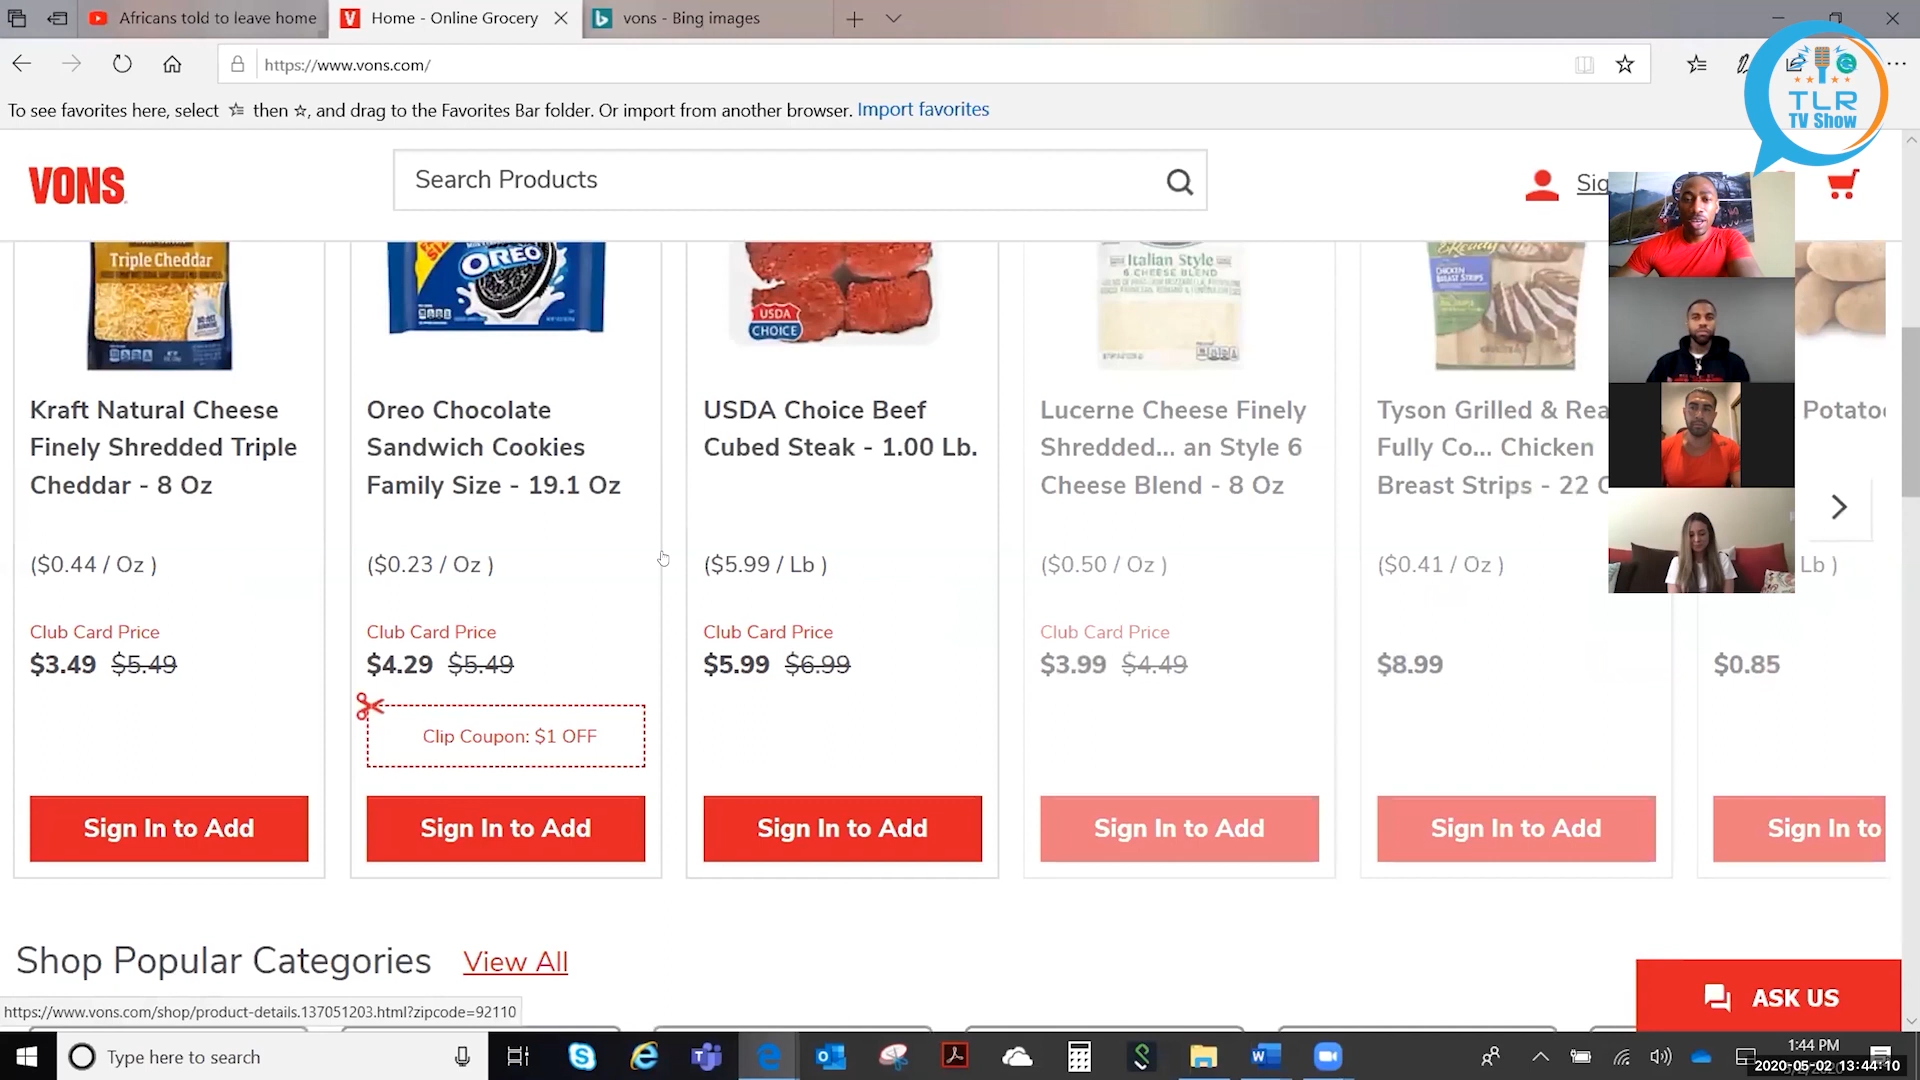 Africans told to leave home
Home - Online Grocery
vons - Bing images
https://www.vons.com/
To see favorites here, select then, and drag to the Favorites Bar folder. Or import from another browser. Import favorites
TLR
TV Show
VONS
Search Products
Sig
Triple Cheddar
OREO
USDA
CHOICE
Italian Style
6 CHEESE BLEND
CHICKEN
BREAST STRIPS
Kraft Natural Cheese
Finely Shredded Triple
Cheddar - 8 Oz
($0.44 / Oz )
Club Card Price
$3.49 $5.49
Sign In to Add
Oreo Chocolate
Sandwich Cookies
Family Size - 19.1 Oz
($0.23 / Oz )
Club Card Price
$4.29 $5.49
Clip Coupon: $1 OFF
Sign In to Add
USDA Choice Beef
Cubed Steak - 1.00 Lb.
($5.99 / Lb )
Club Card Price
$5.99 $6.99
Sign In to Add
Lucerne Cheese Finely
Shredded... an Style 6
Cheese Blend - 8 Oz
($0.50 / Oz )
Club Card Price
$3.99 $4.49
Sign In to Add
Tyson Grilled & Rea
Fully Co... Chicken
Breast Strips - 22 O
($0.41 / Oz )
$8.99
Sign In to Add
Potato
Lb )
$0.85
Sign In to
Shop Popular Categories View All
ASK US
https://www.vons.com/shop/product-details.137051203.html?zipcode=92110
Type here to search
1:44 PM
2020-05-02 13:44:10